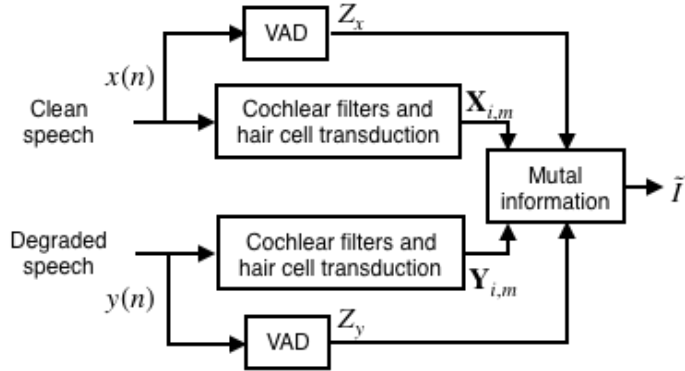 VAD
Z_x
x(n)
Clean
speech
Cochlear filters and
hair cell transduction
X_{i,m}
Mutal
information
Ĩ
Degraded
speech
Cochlear filters and
hair cell transduction
Y_{i,m}
y(n)
VAD
Z_y